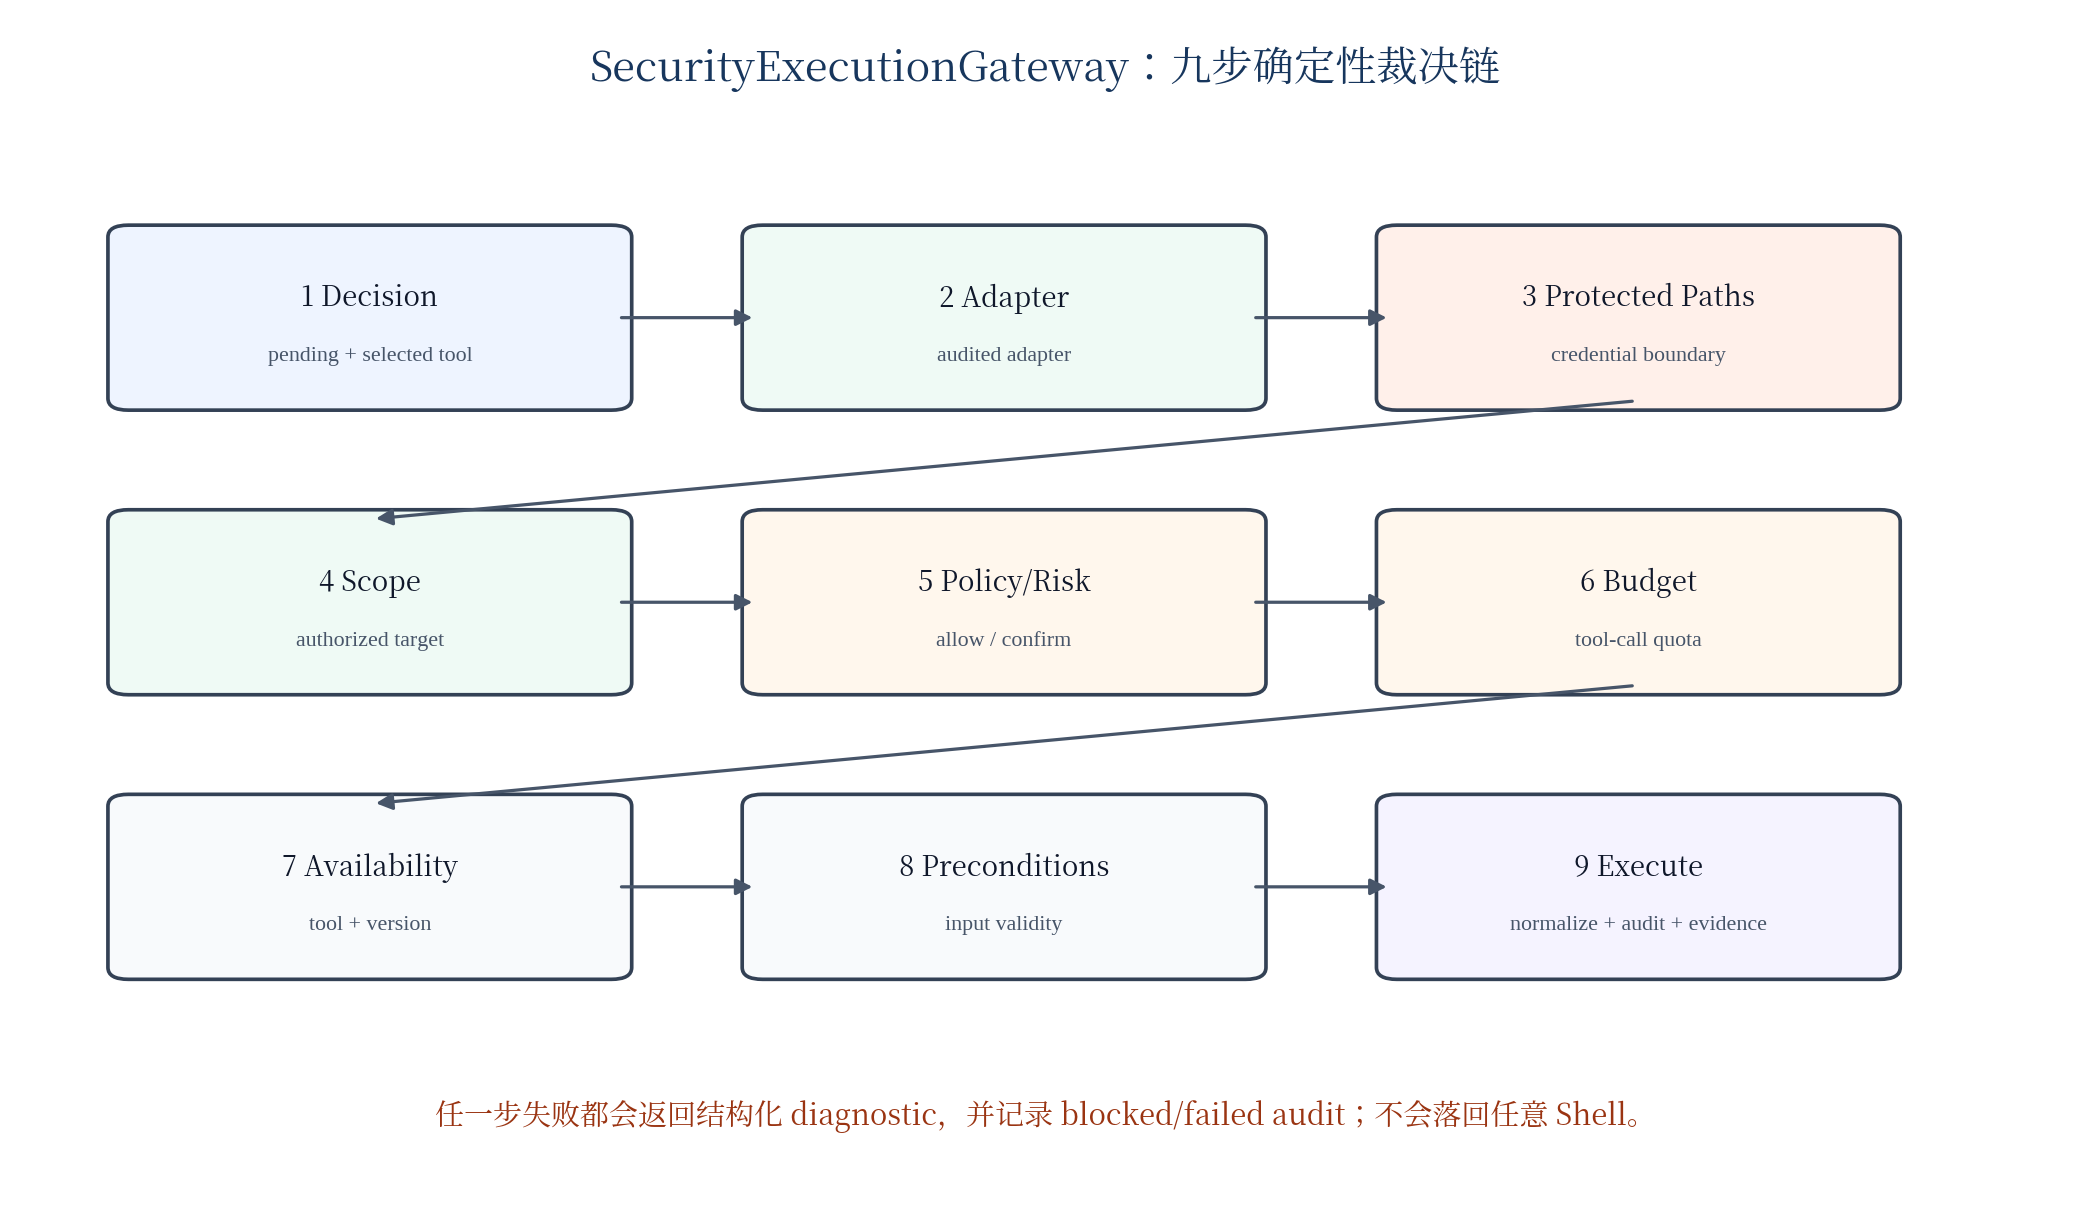 SecurityExecutionGateway：九步确定性裁决链
1 Decision
pending + selected tool
2 Adapter
audited adapter
3 Protected Paths
credential boundary
4 Scope
authorized target
5 Policy/Risk
allow / confirm
6 Budget
tool-call quota
7 Availability
tool + version
8 Preconditions
input validity
9 Execute
normalize + audit + evidence
任一步失败都会返回结构化 diagnostic，并记录 blocked/failed audit；不会落回任意 Shell。